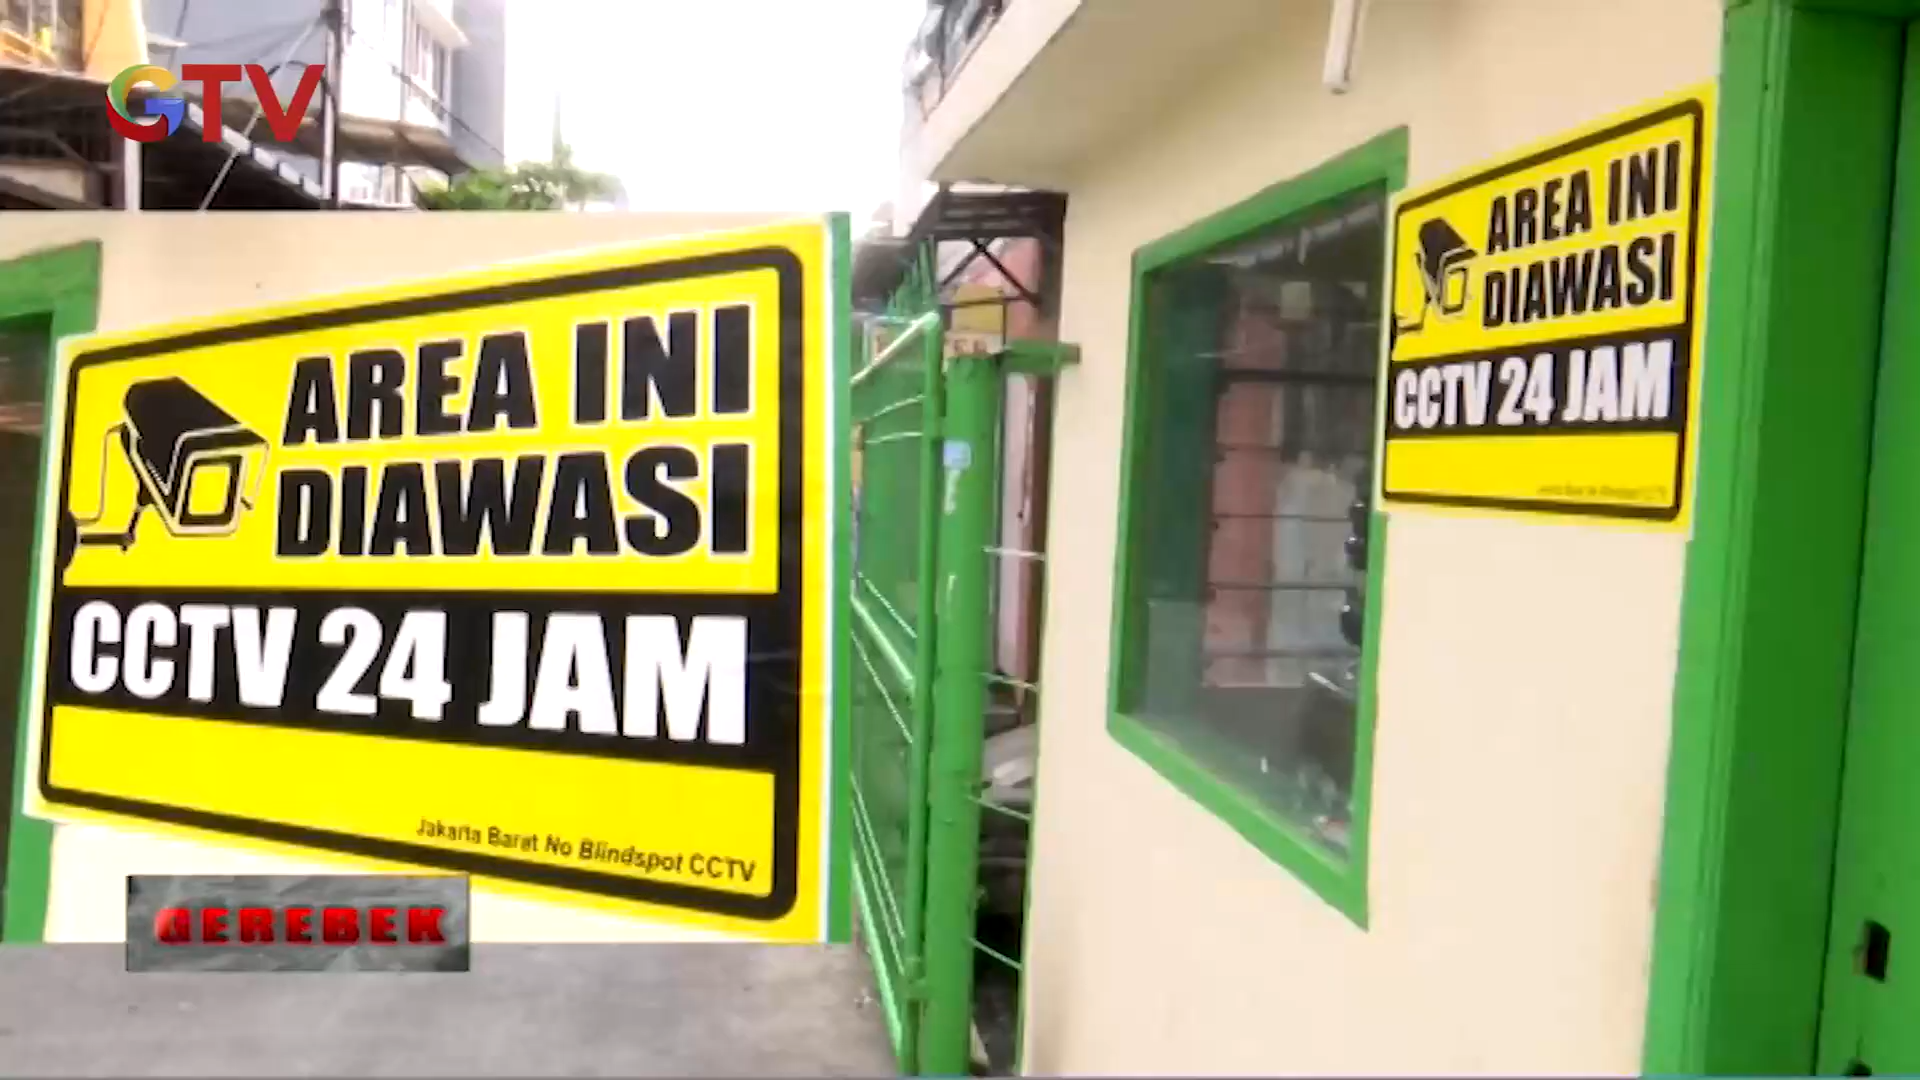 GTV
AREA INI
DIAWASI
CCTV 24 JAM
Jakarta Barat No Blindspot CCTV
GEREBEK
AREA INI
DIAWASI
CCTV 24 JAM